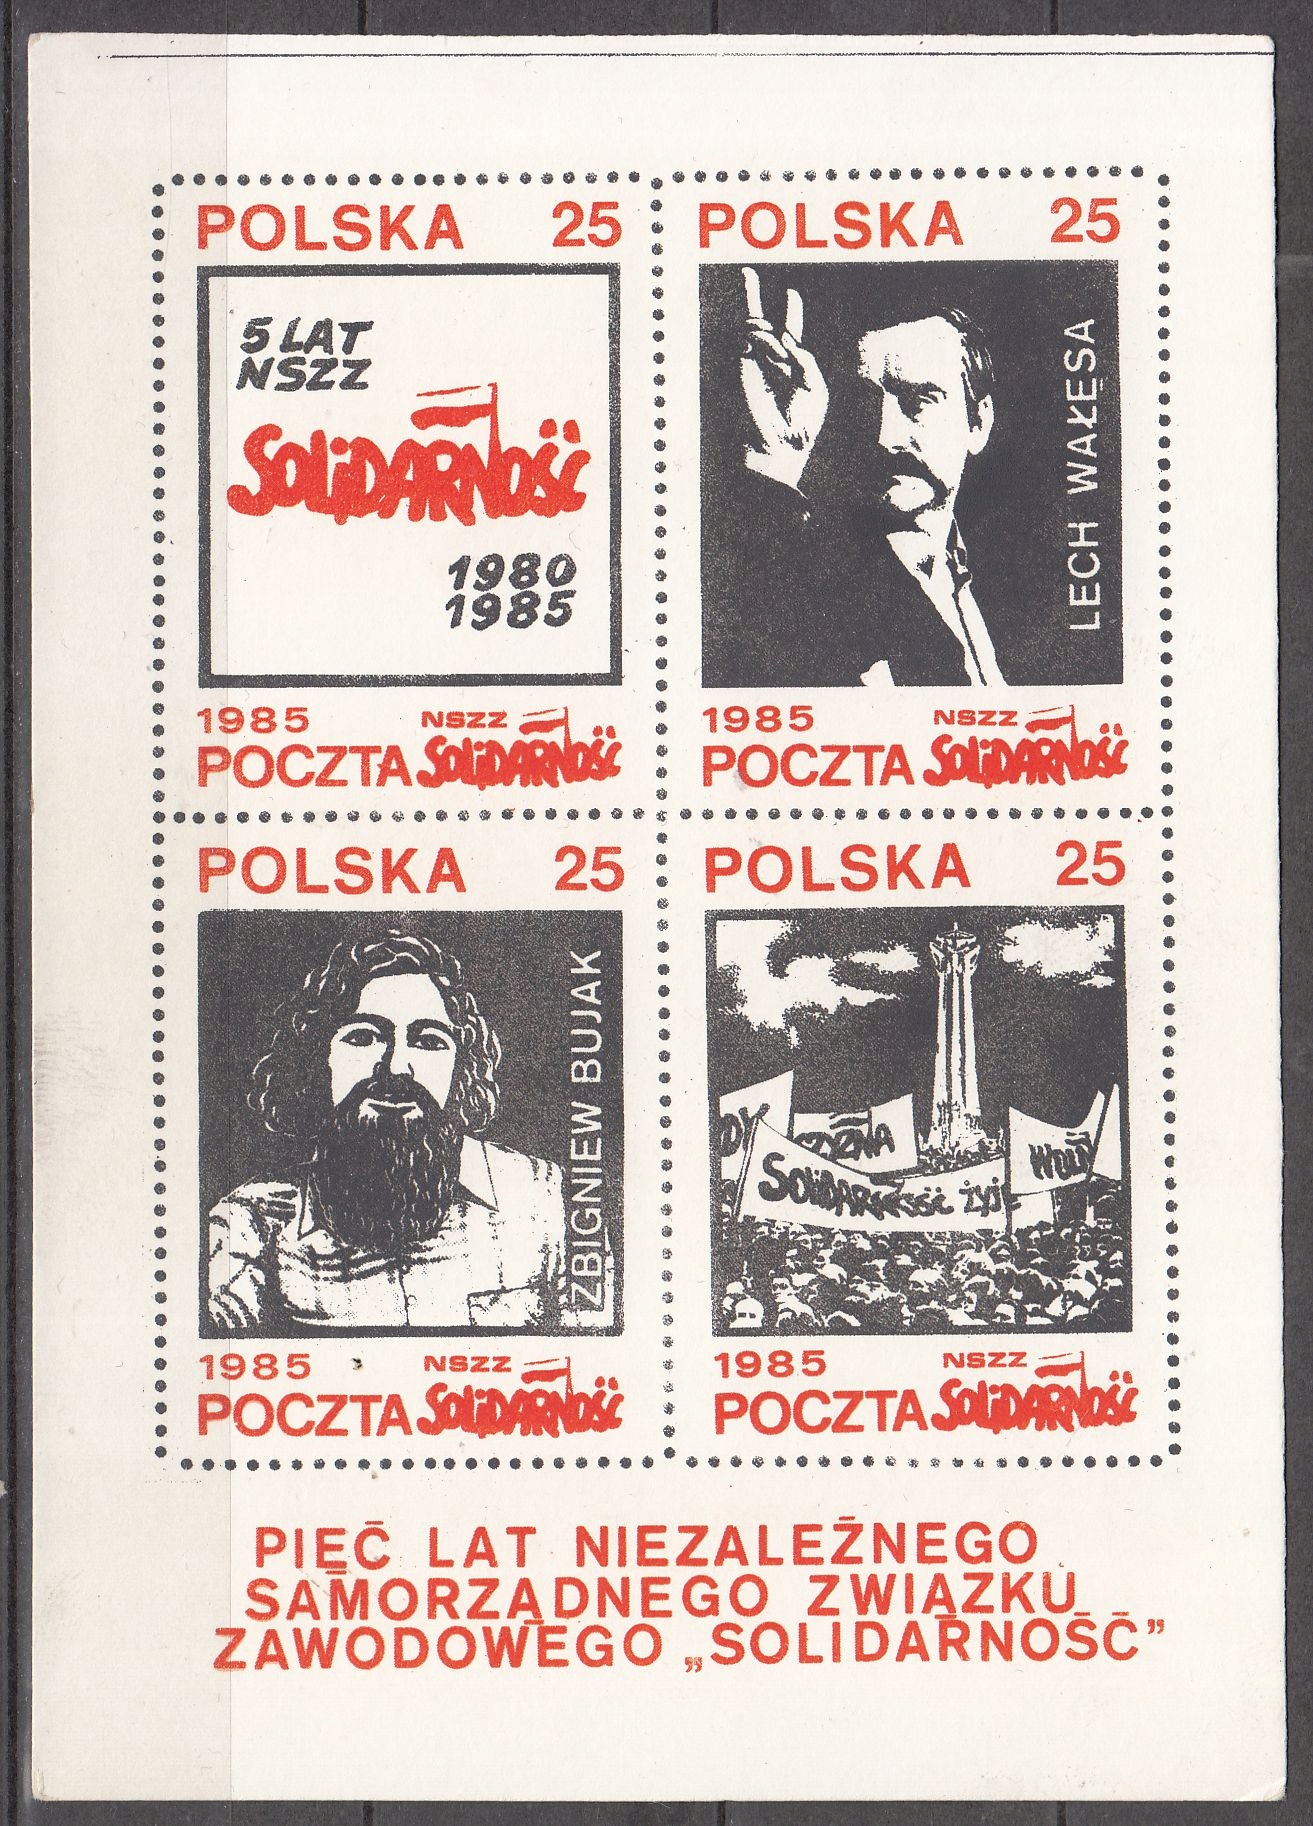 POLSKA 25
5 LAT
NSZZ
SOLiDARNOŚĆ
1980
1985
1985 NSZZ
POCZTA SOLiDARNOŚĆ
POLSKA 25
LECH WAŁĘSA
1985 NSZZ
POCZTA SOLiDARNOŚĆ
POLSKA 25
ZBIGNIEW BUJAK
1985 NSZZ
POCZTA SOLiDARNOŚĆ
POLSKA 25
SOLiDARNOŚĆ ŻYJE
1985 NSZZ
POCZTA SOLiDARNOŚĆ
PIĘĆ LAT NIEZALEŻNEGO
SAMORZĄDNEGO ZWIĄZKU
ZAWODOWEGO „SOLIDARNOŚĆ”